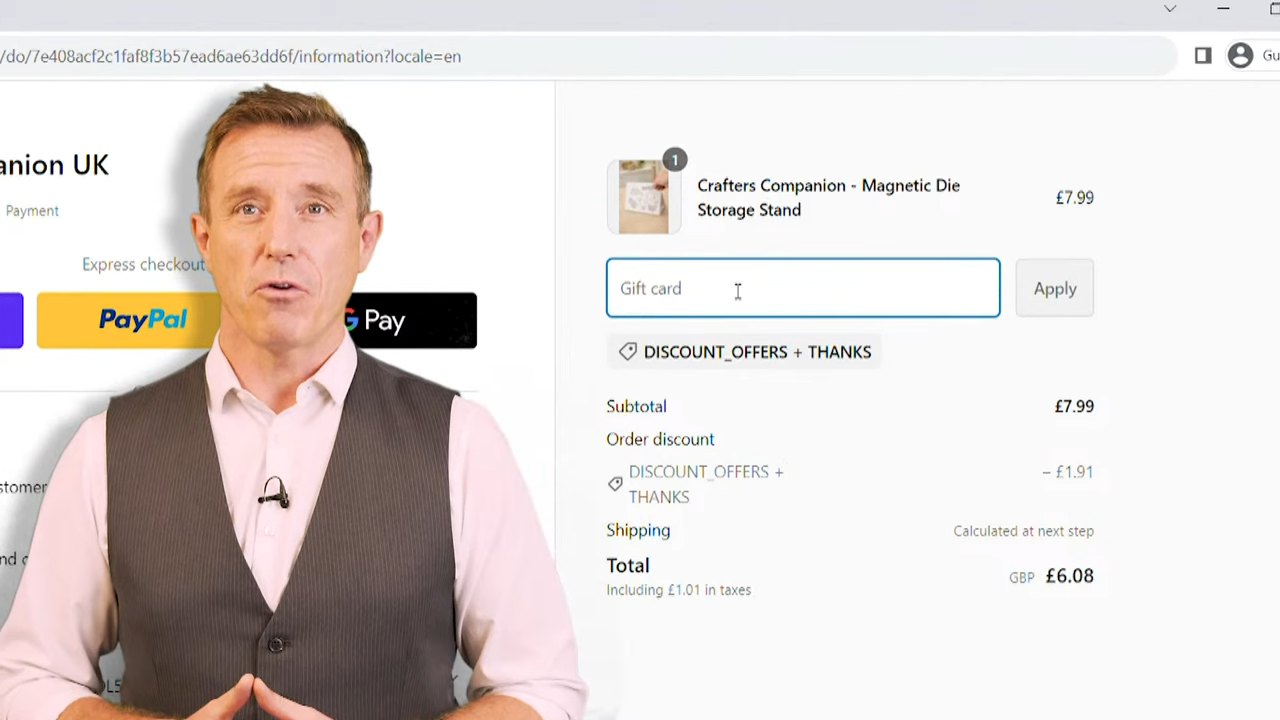 /do/7e408acf2c1faf8f3b57ead6ae63dd6f/information?locale=en
Gu
anion UK
Payment
Express checkout
PayPal
G Pay
stomer
nd
1
Crafters Companion - Magnetic Die
Storage Stand
£7.99
Gift card
Apply
DISCOUNT_OFFERS + THANKS
Subtotal
£7.99
Order discount
DISCOUNT_OFFERS +
THANKS
− £1.91
Shipping
Calculated at next step
Total
Including £1.01 in taxes
GBP £6.08